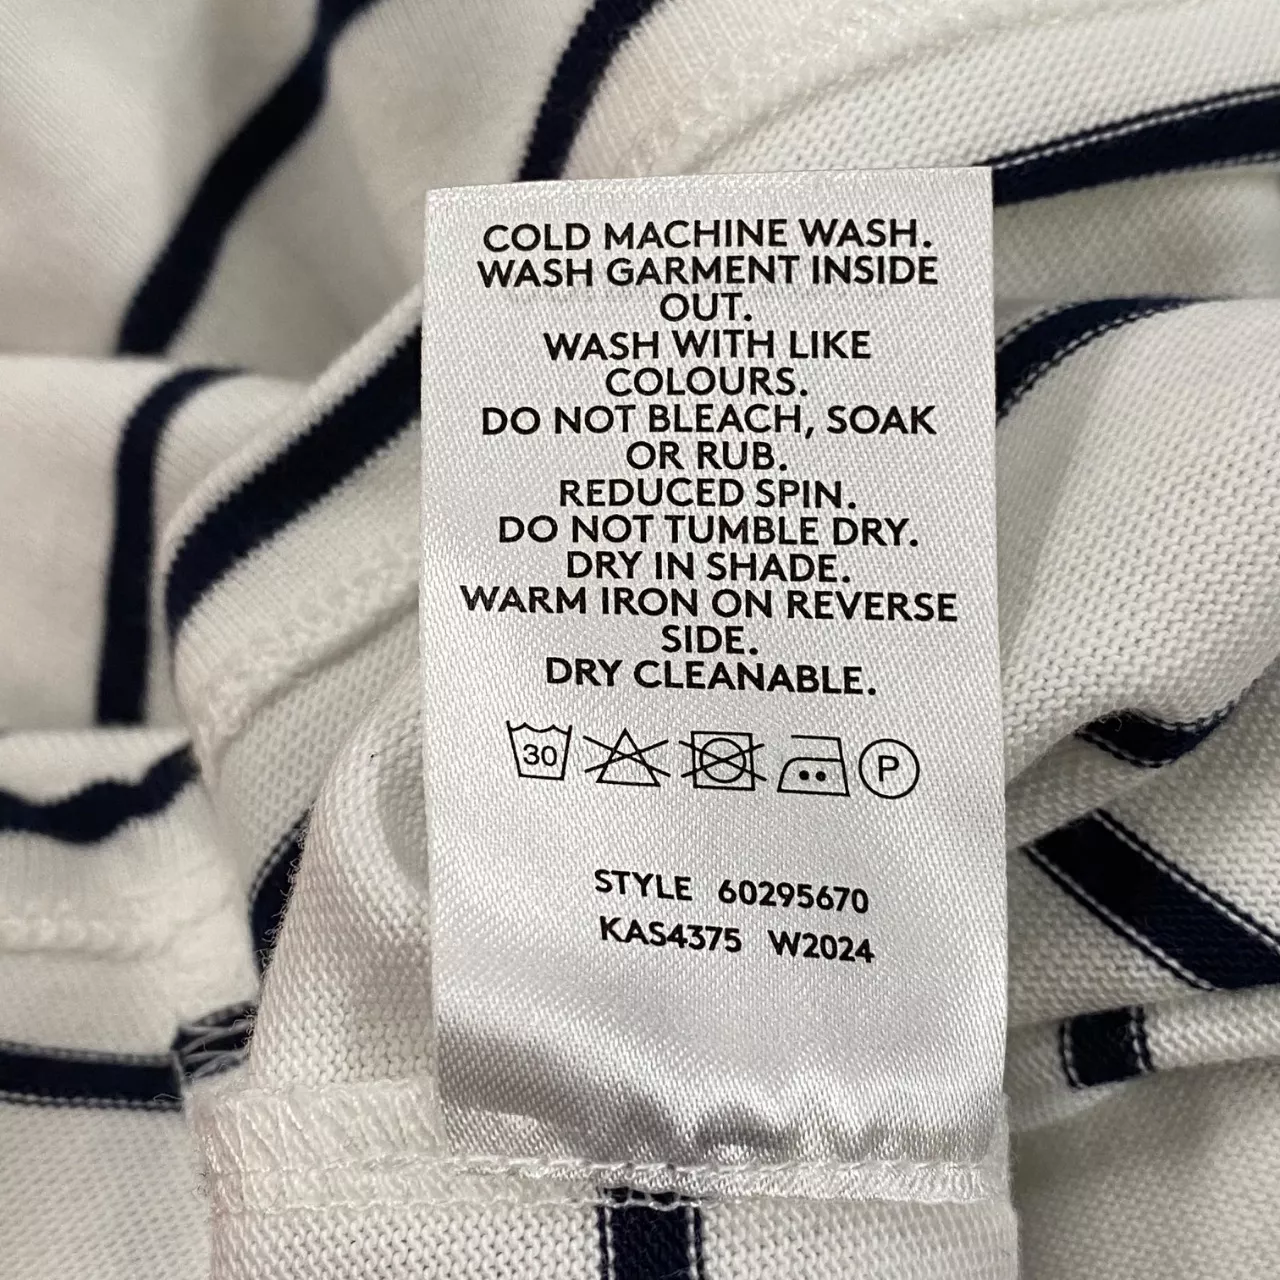 COLD MACHINE WASH.
WASH GARMENT INSIDE
OUT.
WASH WITH LIKE
COLOURS.
DO NOT BLEACH, SOAK
OR RUB.
REDUCED SPIN.
DO NOT TUMBLE DRY.
DRY IN SHADE.
WARM IRON ON REVERSE
SIDE.
DRY CLEANABLE.
30 P
STYLE 60295670
KAS4375 W2024